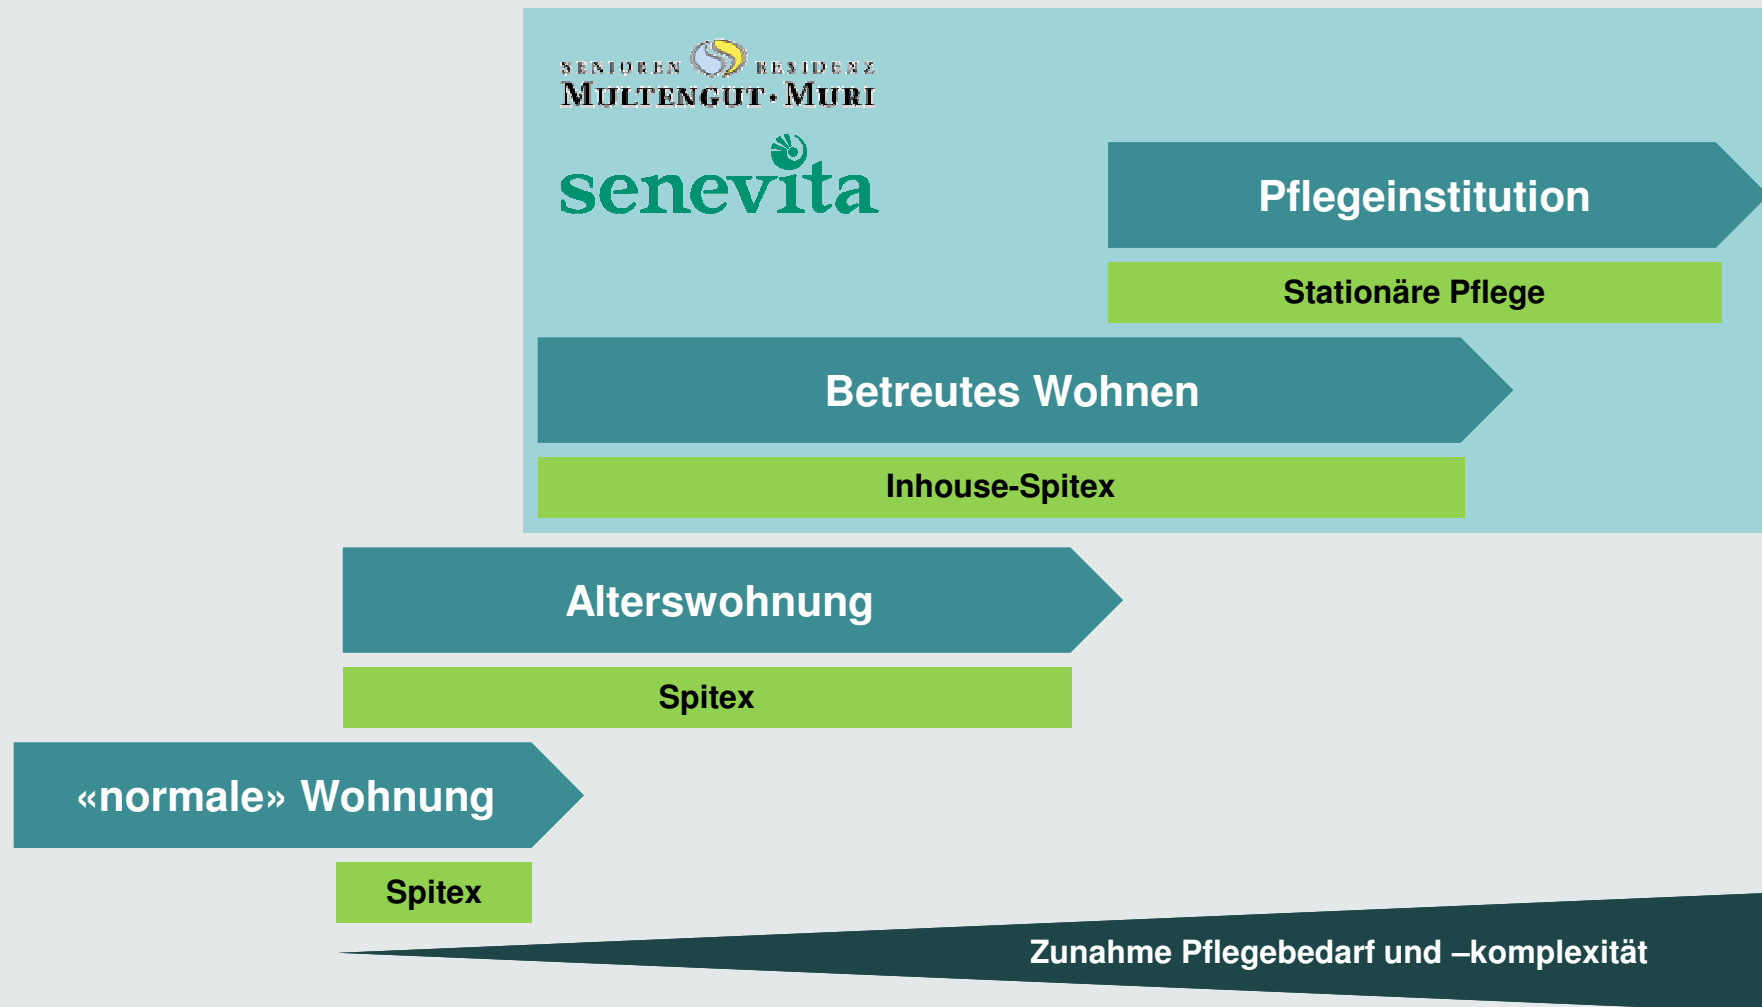 SENIOREN RESIDENZ
MULTENGUT • MURI
senevita
Pflegeinstitution
Stationäre Pflege
Betreutes Wohnen
Inhouse-Spitex
Alterswohnung
Spitex
«normale» Wohnung
Spitex
Zunahme Pflegebedarf und –komplexität